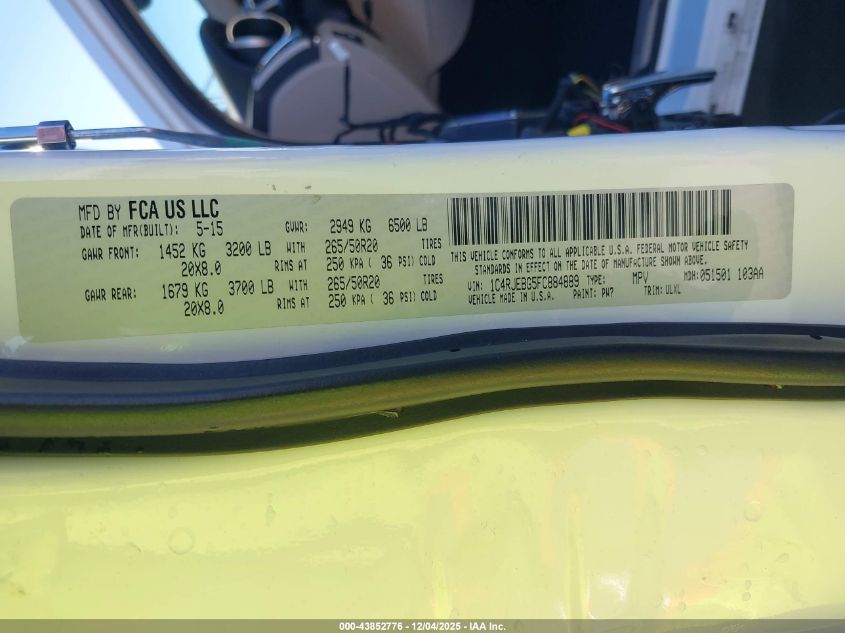 MFD BY FCA US LLC
DATE OF MFR(BUILT): 5-15 GVWR: 2949 KG 6500 LB
GAWR FRONT: 1452 KG 3200 LB WITH 265/50R20 TIRES
20X8.0 RIMS AT 250 KPA ( 36 PSI) COLD
GAWR REAR: 1679 KG 3700 LB WITH 265/50R20 TIRES
20X8.0 RIMS AT 250 KPA ( 36 PSI) COLD
THIS VEHICLE CONFORMS TO ALL APPLICABLE U.S.A. FEDERAL MOTOR VEHICLE SAFETY
STANDARDS IN EFFECT ON THE DATE OF MANUFACTURE SHOWN ABOVE.
VIN: 1C4RJEBG5FC884889 TYPE: MPV MDH: 051501 103AA
VEHICLE MADE IN U.S.A. PAINT: PW7 TRIM: ULXL
000-43852776 - 12/04/2025 - IAA Inc.